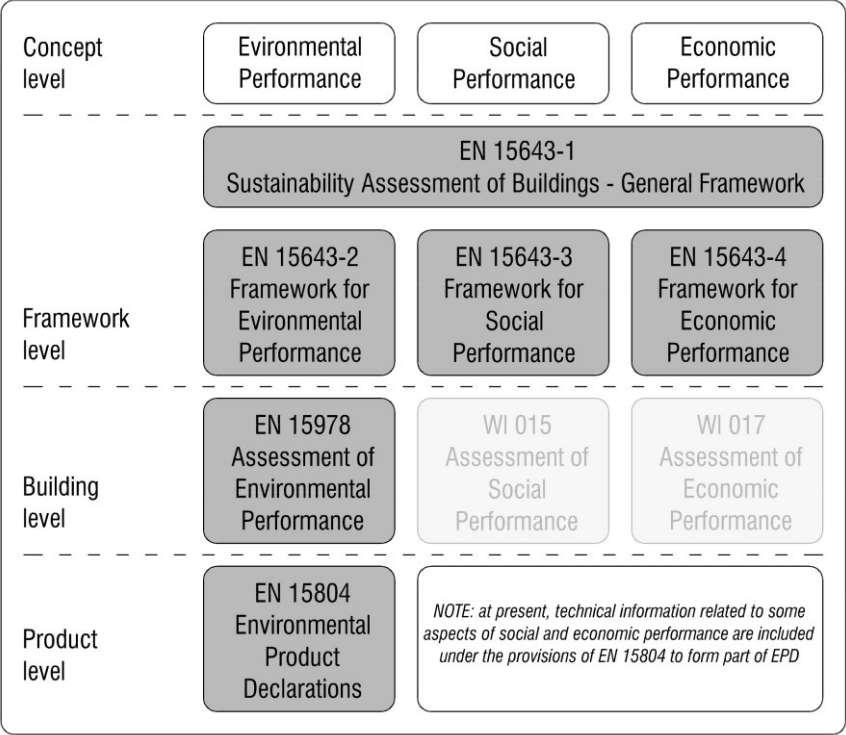 Concept
level
Evironmental
Performance
Social
Performance
Economic
Performance
EN 15643-1
Sustainability Assessment of Buildings - General Framework
Framework
level
EN 15643-2
Framework for
Evironmental
Performance
EN 15643-3
Framework for
Social
Performance
EN 15643-4
Framework for
Economic
Performance
Building
level
EN 15978
Assessment of
Environmental
Performance
WI 015
Assessment of
Social
Performance
WI 017
Assessment of
Economic
Performance
Product
level
EN 15804
Environmental
Product
Declarations
NOTE: at present, technical information related to some
aspects of social and economic performance are included
under the provisions of EN 15804 to form part of EPD